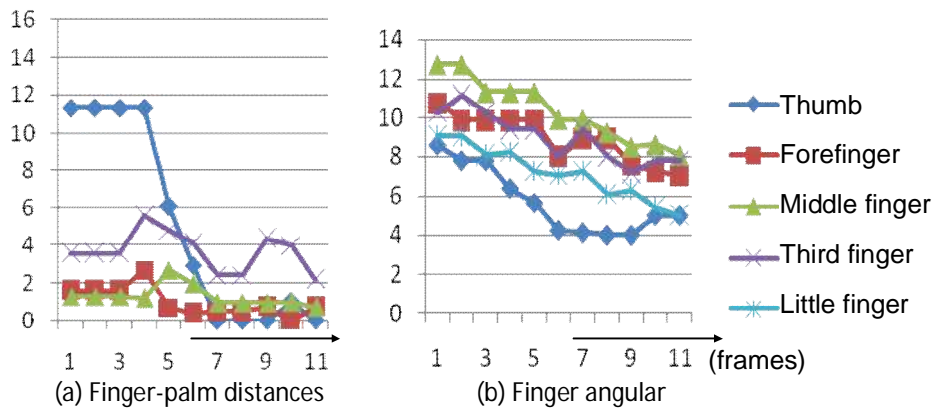 16
14
12
10
8
6
4
2
0
1 3 5 7 9 11
(a) Finger-palm distances
14
12
10
8
6
4
2
0
1 3 5 7 9 11 (frames)
(b) Finger angular
Thumb
Forefinger
Middle finger
Third finger
Little finger